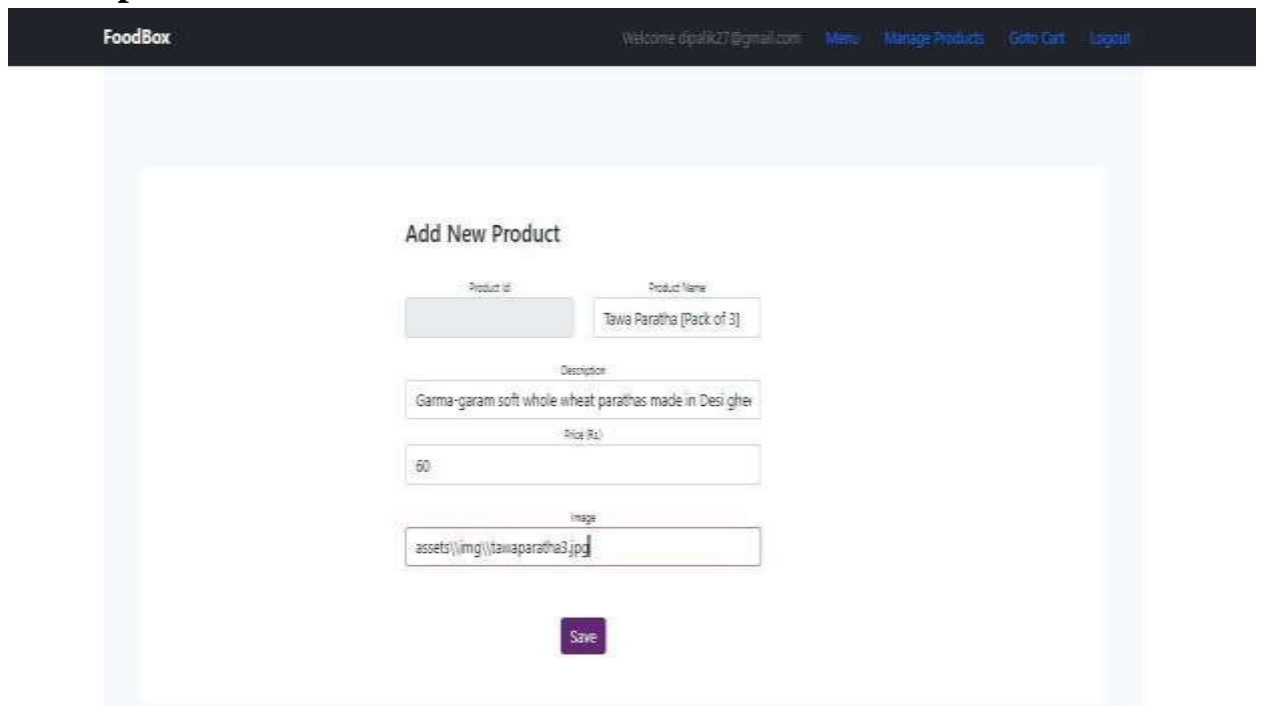 FoodBox Welcome dipalik27@gmail.com Menu Manage Products Goto Cart Logout
Add New Product
Product Id Product Name
Tawa Paratha [Pack of 3]
Description
Garma-garam soft whole wheat parathas made in Desi ghee
Price (Rs.)
60
Image
assets\\img\\tawaparatha3.jpg
Save